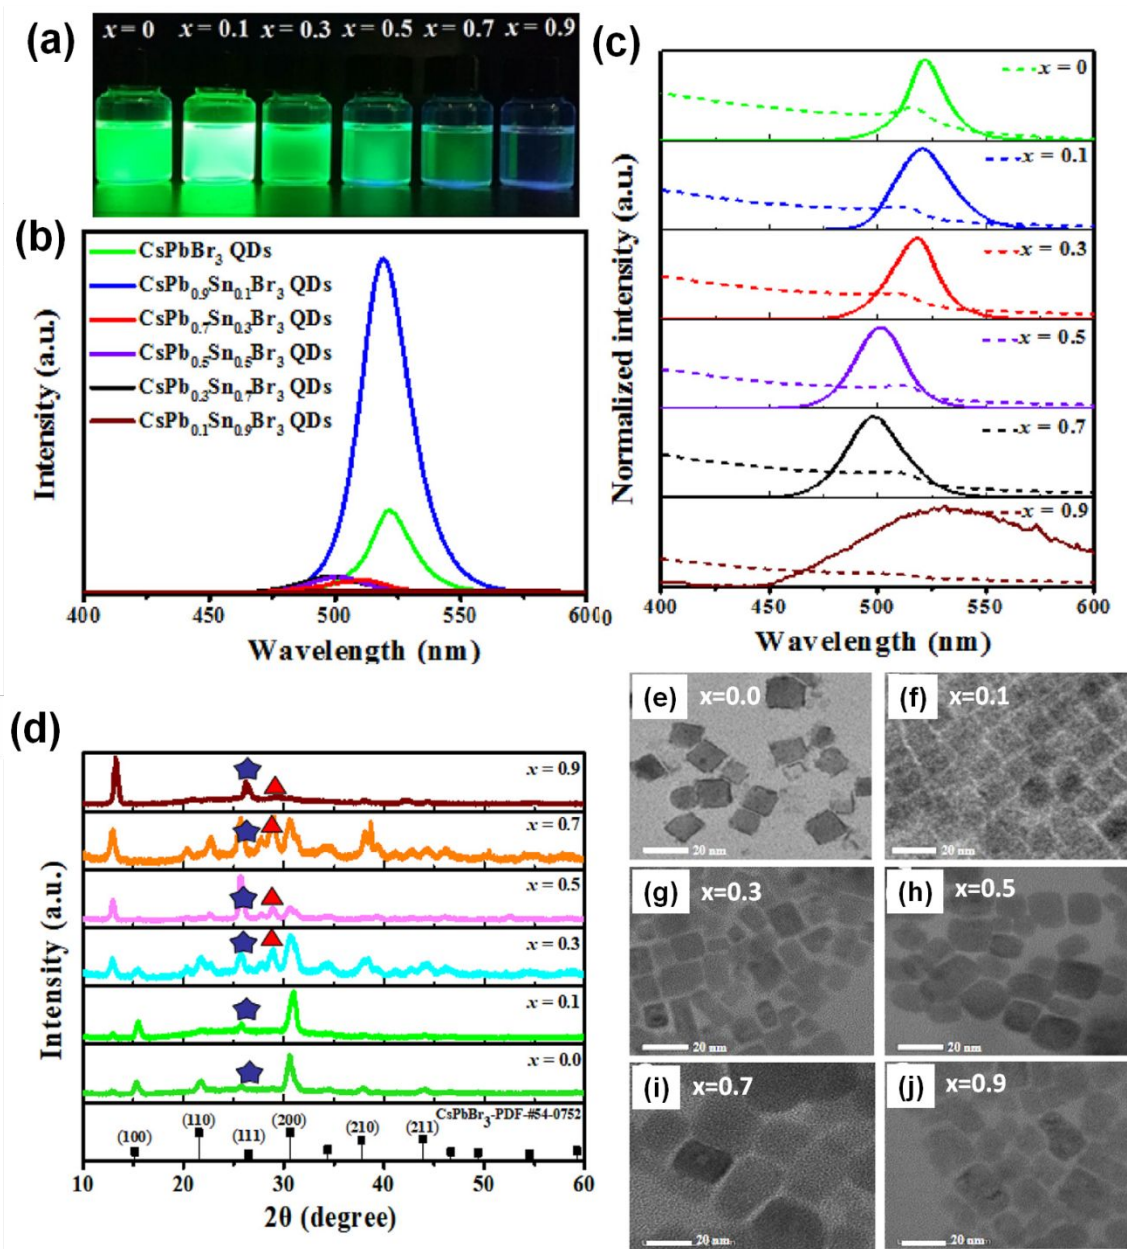 (a)
x = 0 x = 0.1 x = 0.3 x = 0.5 x = 0.7 x = 0.9
(b)
CsPbBr3 QDs
CsPb0.9Sn0.1Br3 QDs
CsPb0.7Sn0.3Br3 QDs
CsPb0.5Sn0.5Br3 QDs
CsPb0.3Sn0.7Br3 QDs
CsPb0.1Sn0.9Br3 QDs
Intensity (a.u.)
400 450 500 550 600
Wavelength (nm)
(c)
x = 0
x = 0.1
x = 0.3
x = 0.5
x = 0.7
x = 0.9
Normalized intensity (a.u.)
400 450 500 550 600
Wavelength (nm)
(d)
x = 0.9
x = 0.7
x = 0.5
x = 0.3
x = 0.1
x = 0.0
CsPbBr3-PDF-#54-0752
(100) (110) (111) (200) (210) (211)
Intensity (a.u.)
10 20 30 40 50 60
2θ (degree)
(e) x=0.0
20 nm
(f) x=0.1
20 nm
(g) x=0.3
20 nm
(h) x=0.5
20 nm
(i) x=0.7
20 nm
(j) x=0.9
20 nm